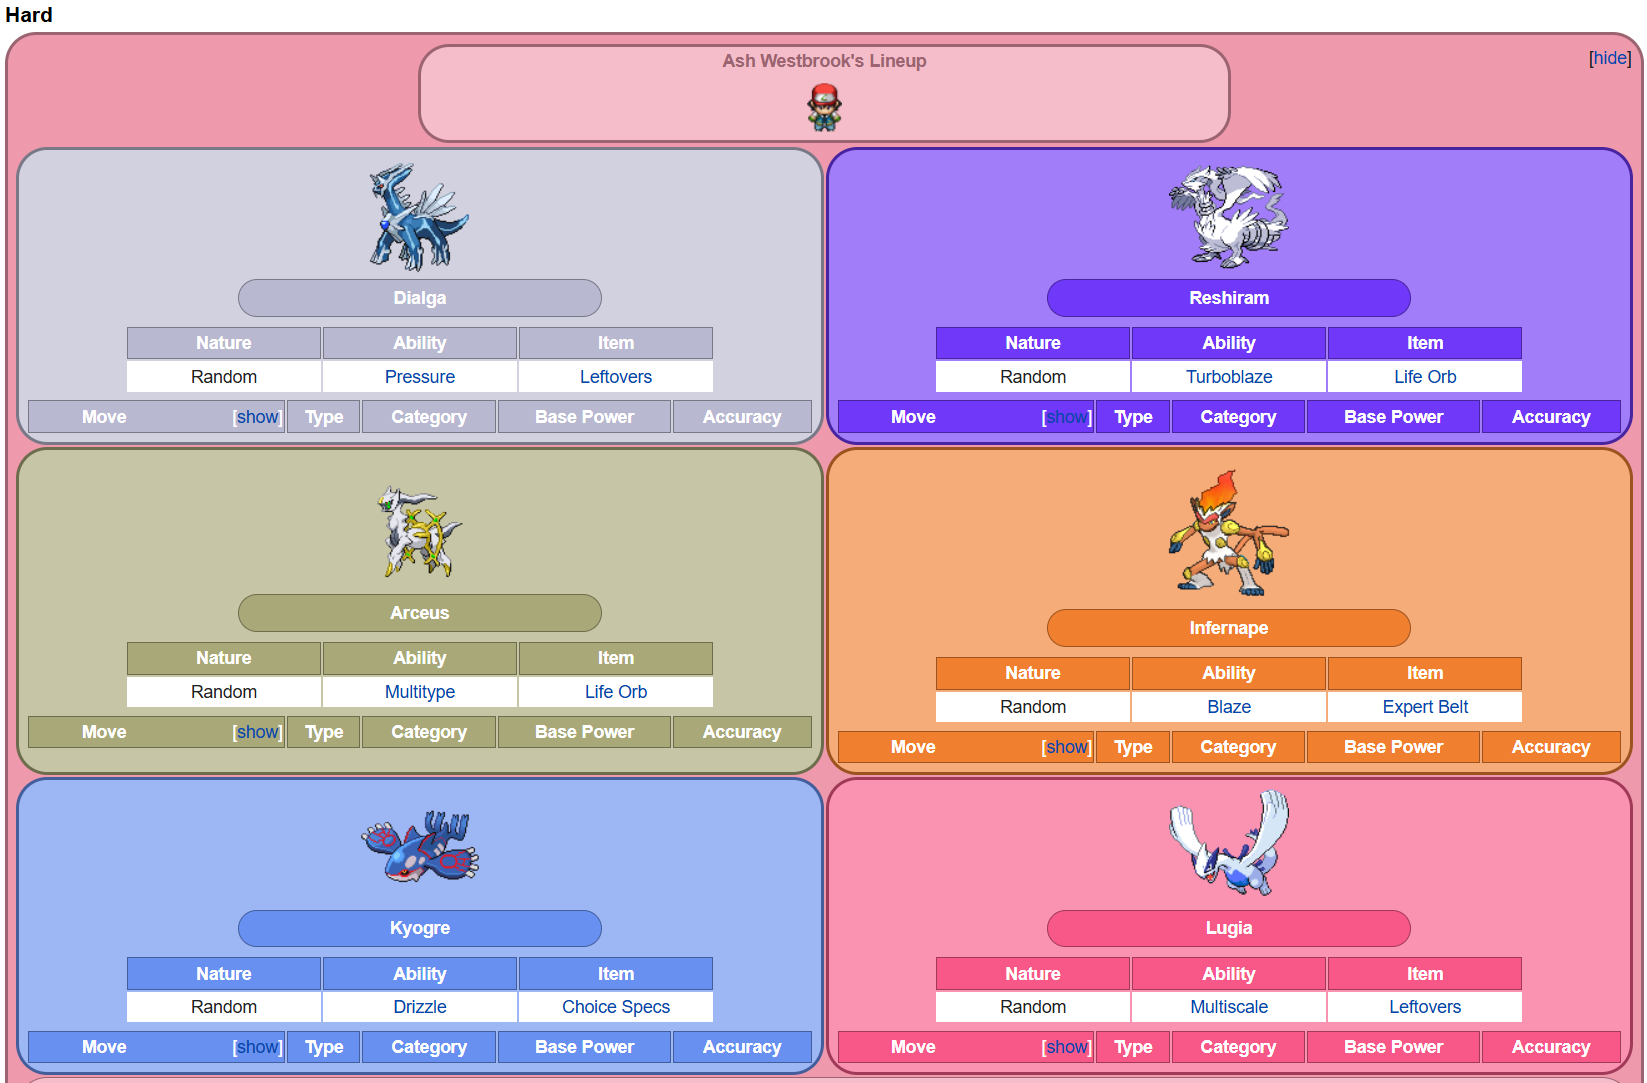 Hard
Ash Westbrook's Lineup
[hide]
Dialga
Nature Ability Item
Random Pressure Leftovers
Move [show] Type Category Base Power Accuracy
Reshiram
Nature Ability Item
Random Turboblaze Life Orb
Move [show] Type Category Base Power Accuracy
Arceus
Nature Ability Item
Random Multitype Life Orb
Move [show] Type Category Base Power Accuracy
Infernape
Nature Ability Item
Random Blaze Expert Belt
Move [show] Type Category Base Power Accuracy
Kyogre
Nature Ability Item
Random Drizzle Choice Specs
Move [show] Type Category Base Power Accuracy
Lugia
Nature Ability Item
Random Multiscale Leftovers
Move [show] Type Category Base Power Accuracy